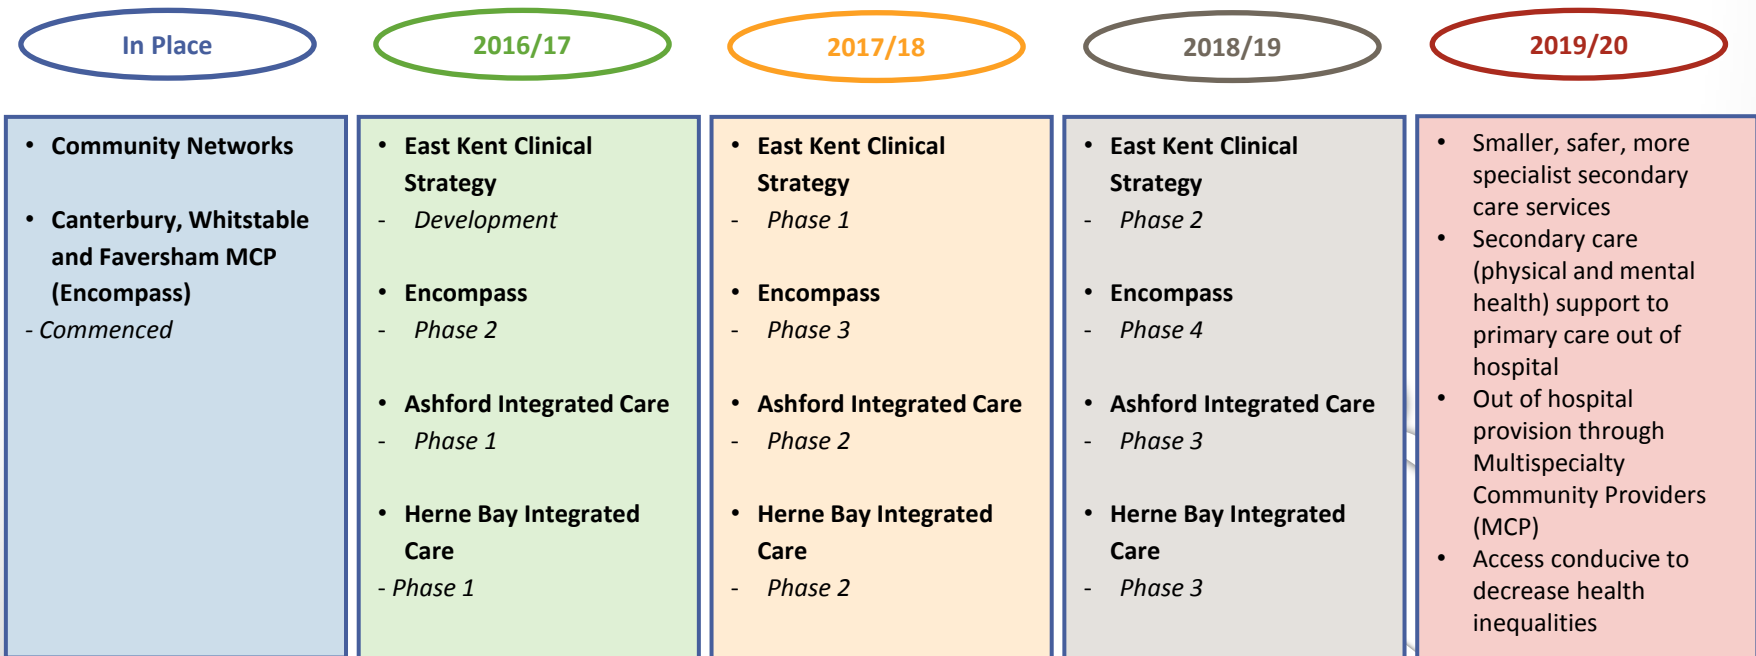 In Place
2016/17
2017/18
2018/19
2019/20
• Community Networks
• Canterbury, Whitstable
and Faversham MCP
(Encompass)
- Commenced
• East Kent Clinical
Strategy
- Development
• Encompass
- Phase 2
• Ashford Integrated Care
- Phase 1
• Herne Bay Integrated
Care
- Phase 1
• East Kent Clinical
Strategy
- Phase 1
• Encompass
- Phase 3
• Ashford Integrated Care
- Phase 2
• Herne Bay Integrated
Care
- Phase 2
• East Kent Clinical
Strategy
- Phase 2
• Encompass
- Phase 4
• Ashford Integrated Care
- Phase 3
• Herne Bay Integrated
Care
- Phase 3
• Smaller, safer, more
specialist secondary
care services
• Secondary care
(physical and mental
health) support to
primary care out of
hospital
• Out of hospital
provision through
Multispecialty
Community Providers
(MCP)
• Access conducive to
decrease health
inequalities